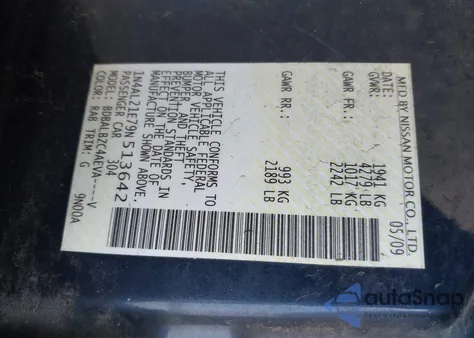 MFD BY NISSAN MOTOR CO., LTD.
05/09
GVWR: 1941 KG
4279 LB
GAWR FR: 1017 KG
2242 LB
GAWR RR: 993 KG
2189 LB
THIS VEHICLE CONFORMS TO
ALL APPLICABLE FEDERAL
MOTOR VEHICLE SAFETY,
BUMPER, AND THEFT
PREVENTION STANDARDS IN
EFFECT ON THE DATE OF
MANUFACTURE SHOWN ABOVE.
1N4AL21E79N513642
PASSENGER CAR 304
MODEL: BDBALBZC4AEVA----V
COLOR: RAB TRIM: G 9N00A
autoSnap